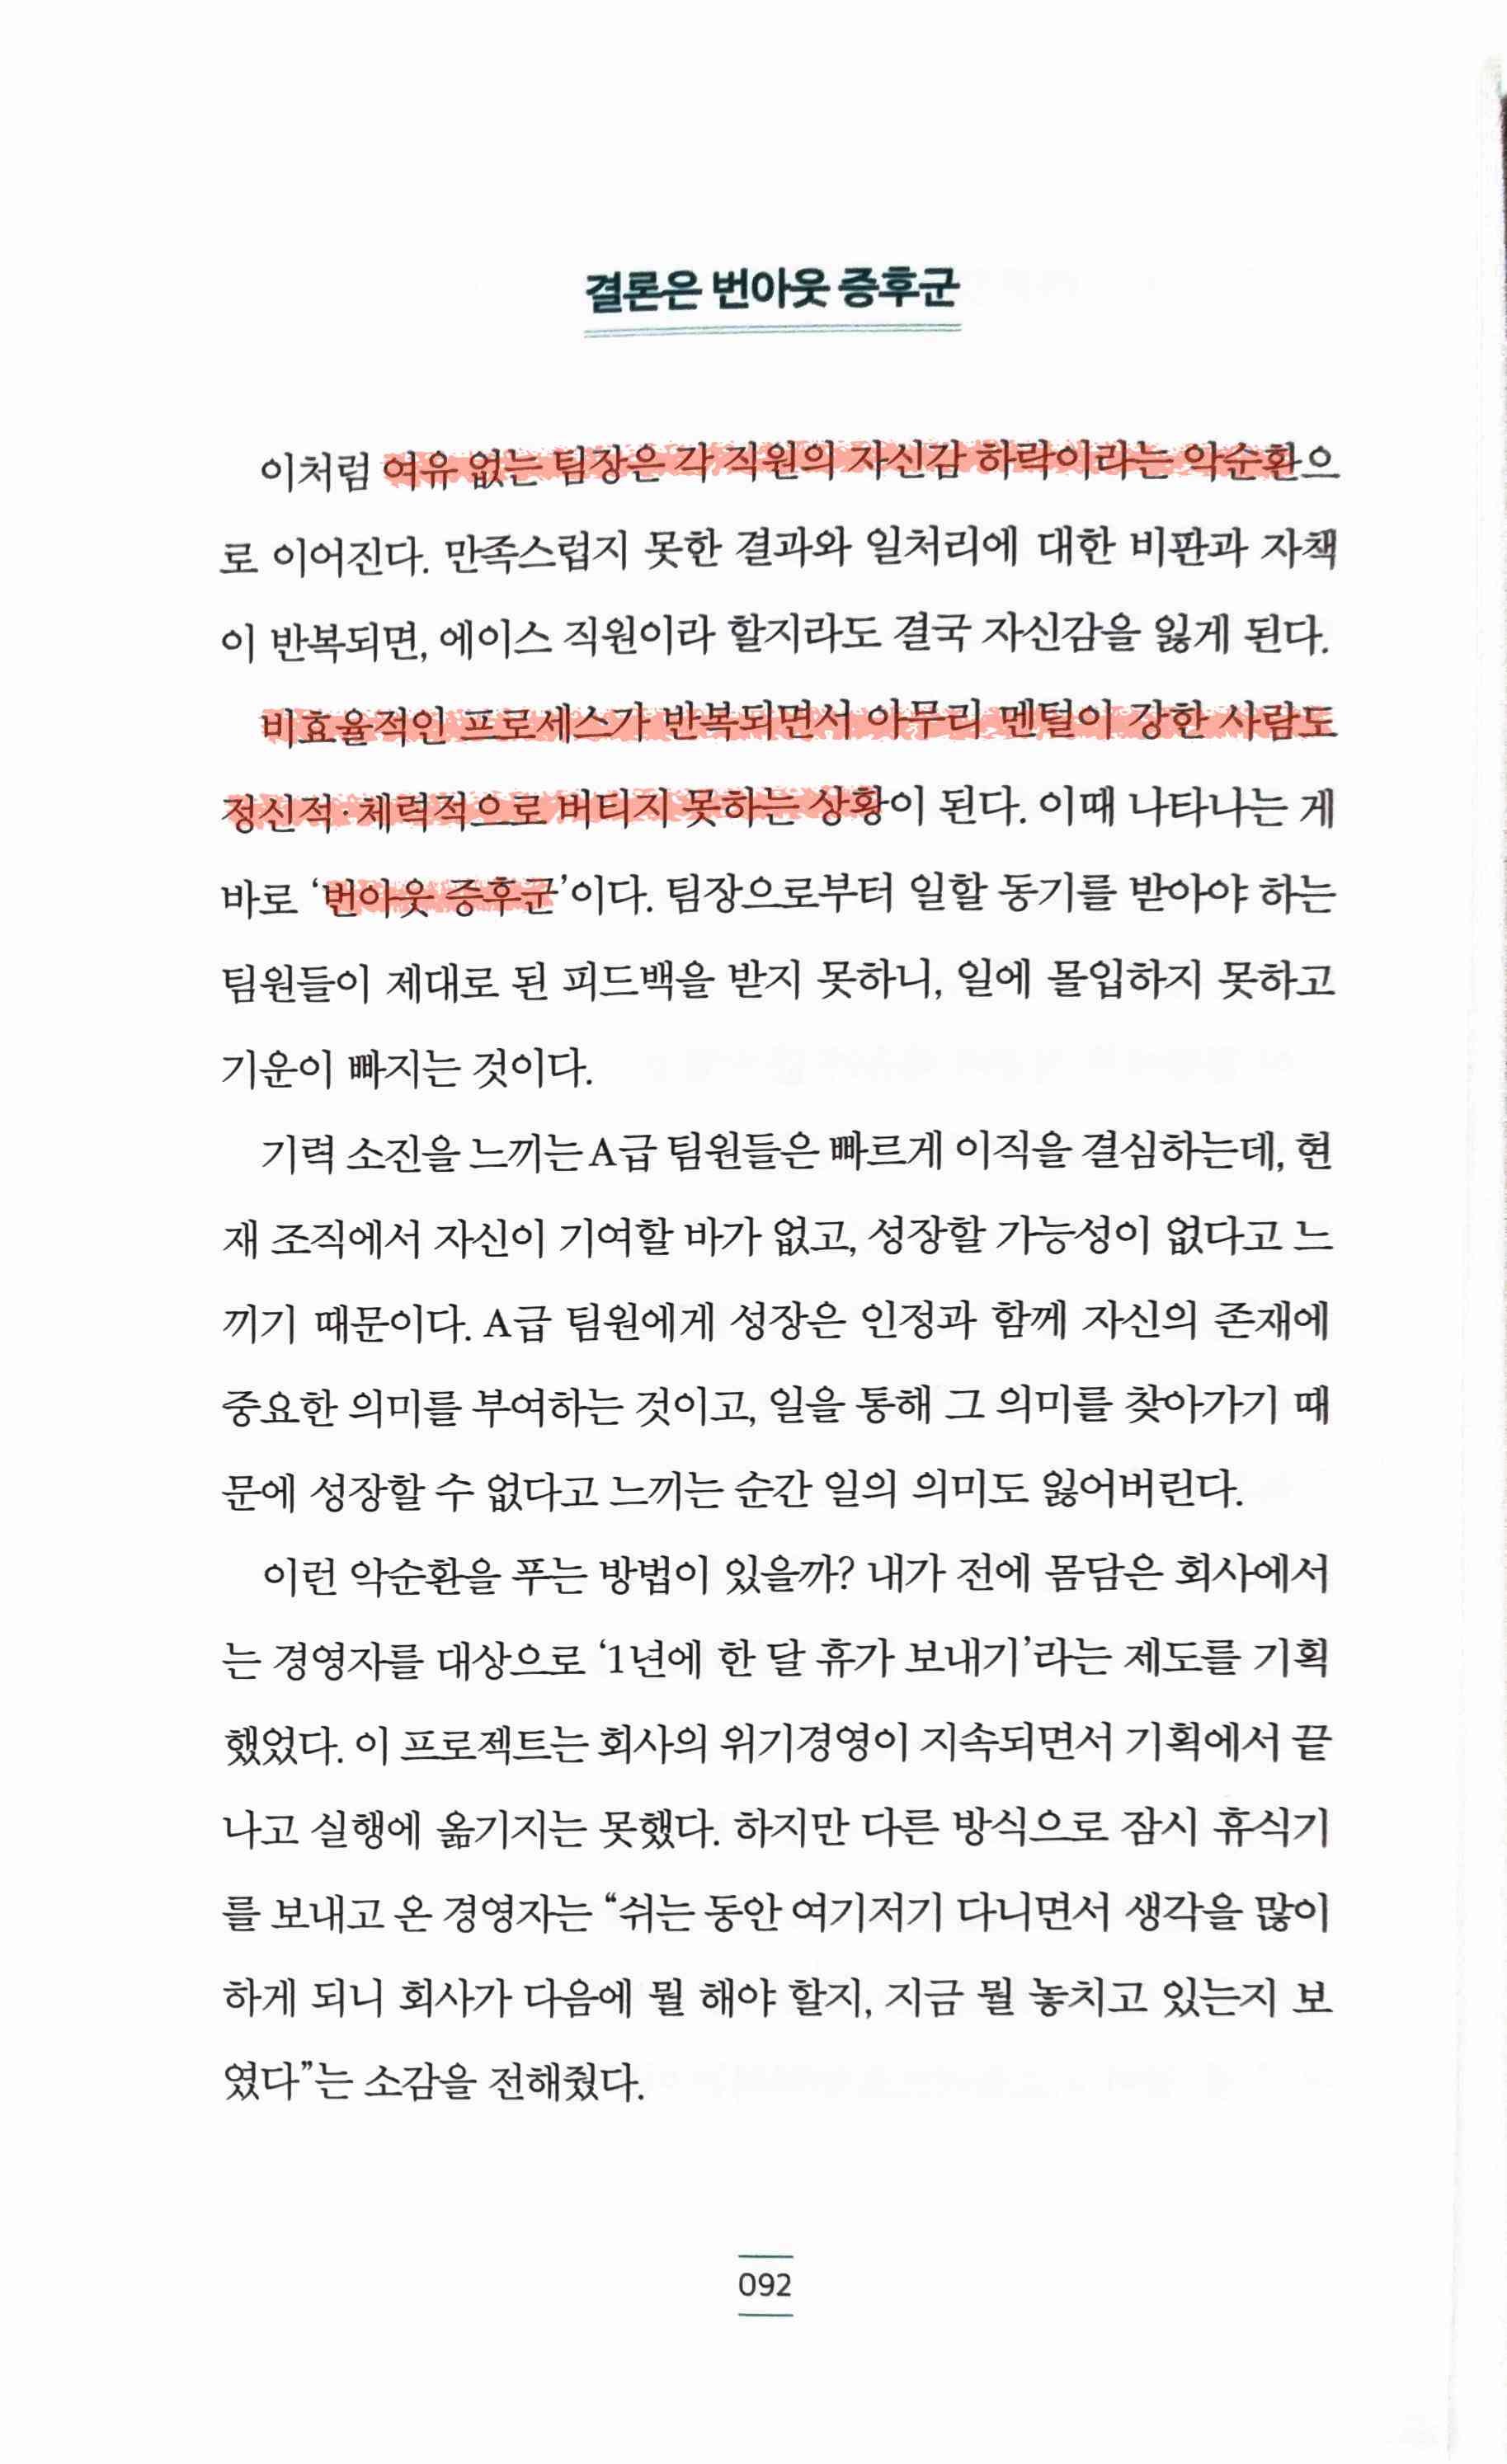 결론은 번아웃 증후군
이처럼 여유 없는 팀장은 각 직원의 자신감 하락이라는 악순환으
로 이어진다. 만족스럽지 못한 결과와 일처리에 대한 비판과 자책
이 반복되면, 에이스 직원이라 할지라도 결국 자신감을 잃게 된다.
비효율적인 프로세스가 반복되면서 아무리 멘털이 강한 사람도
정신적·체력적으로 버티지 못하는 상황이 된다. 이때 나타나는 게
바로 ‘번아웃 증후군’이다. 팀장으로부터 일할 동기를 받아야 하는
팀원들이 제대로 된 피드백을 받지 못하니, 일에 몰입하지 못하고
기운이 빠지는 것이다.
기력 소진을 느끼는 A급 팀원들은 빠르게 이직을 결심하는데, 현
재 조직에서 자신이 기여할 바가 없고, 성장할 가능성이 없다고 느
끼기 때문이다. A급 팀원에게 성장은 인정과 함께 자신의 존재에
중요한 의미를 부여하는 것이고, 일을 통해 그 의미를 찾아가기 때
문에 성장할 수 없다고 느끼는 순간 일의 의미도 잃어버린다.
이런 악순환을 푸는 방법이 있을까? 내가 전에 몸담은 회사에서
는 경영자를 대상으로 ‘1년에 한 달 휴가 보내기’라는 제도를 기획
했었다. 이 프로젝트는 회사의 위기경영이 지속되면서 기획에서 끝
나고 실행에 옮기지는 못했다. 하지만 다른 방식으로 잠시 휴식기
를 보내고 온 경영자는 “쉬는 동안 여기저기 다니면서 생각을 많이
하게 되니 회사가 다음에 뭘 해야 할지, 지금 뭘 놓치고 있는지 보
였다”는 소감을 전해줬다.
092